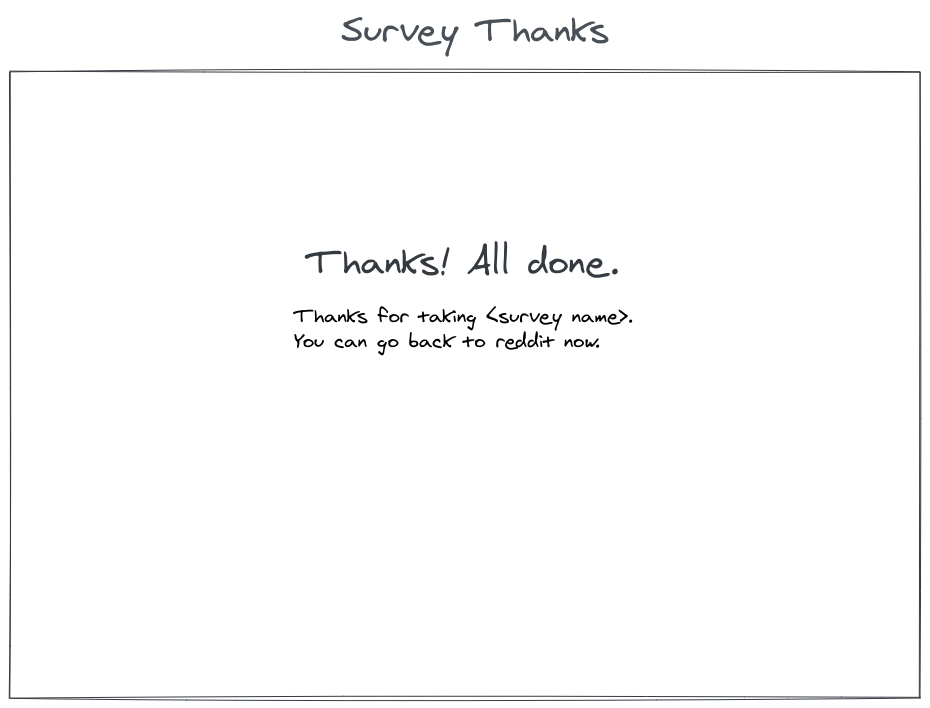 Survey Thanks
Thanks! All done.
Thanks for taking <survey name>.
You can go back to reddit now.